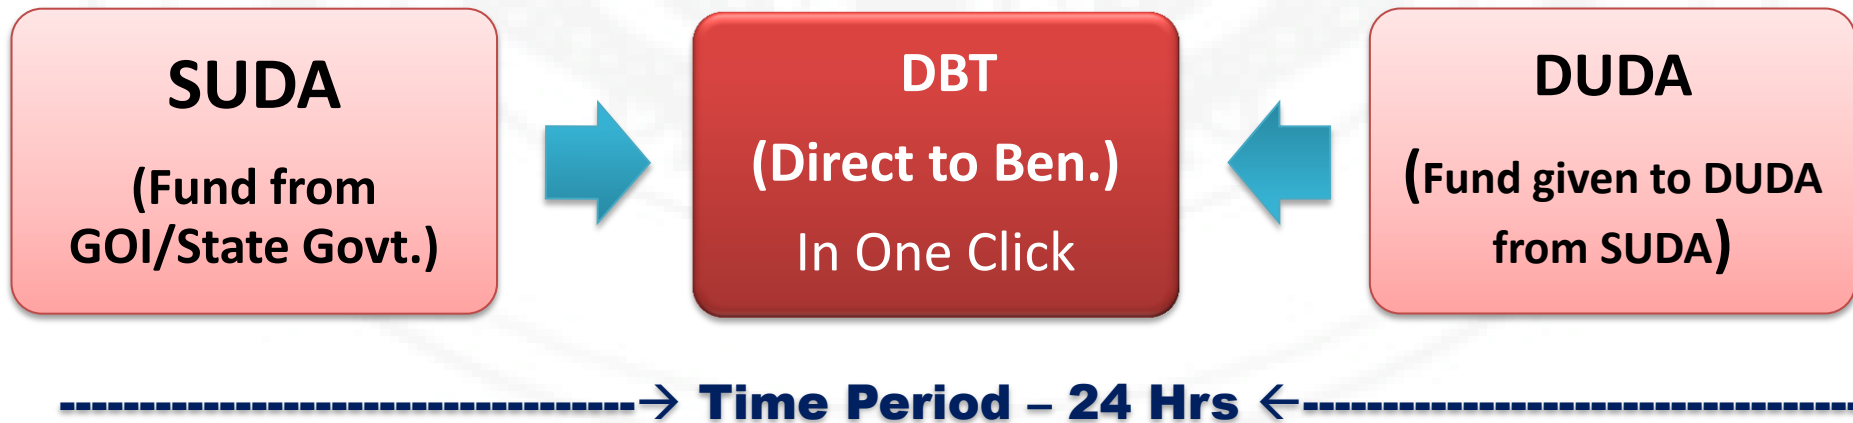 SUDA
(Fund from
GOI/State Govt.)
DBT
(Direct to Ben.)
In One Click
DUDA
(Fund given to DUDA
from SUDA)
------------------------------------→ Time Period – 24 Hrs ←-----------------------------------